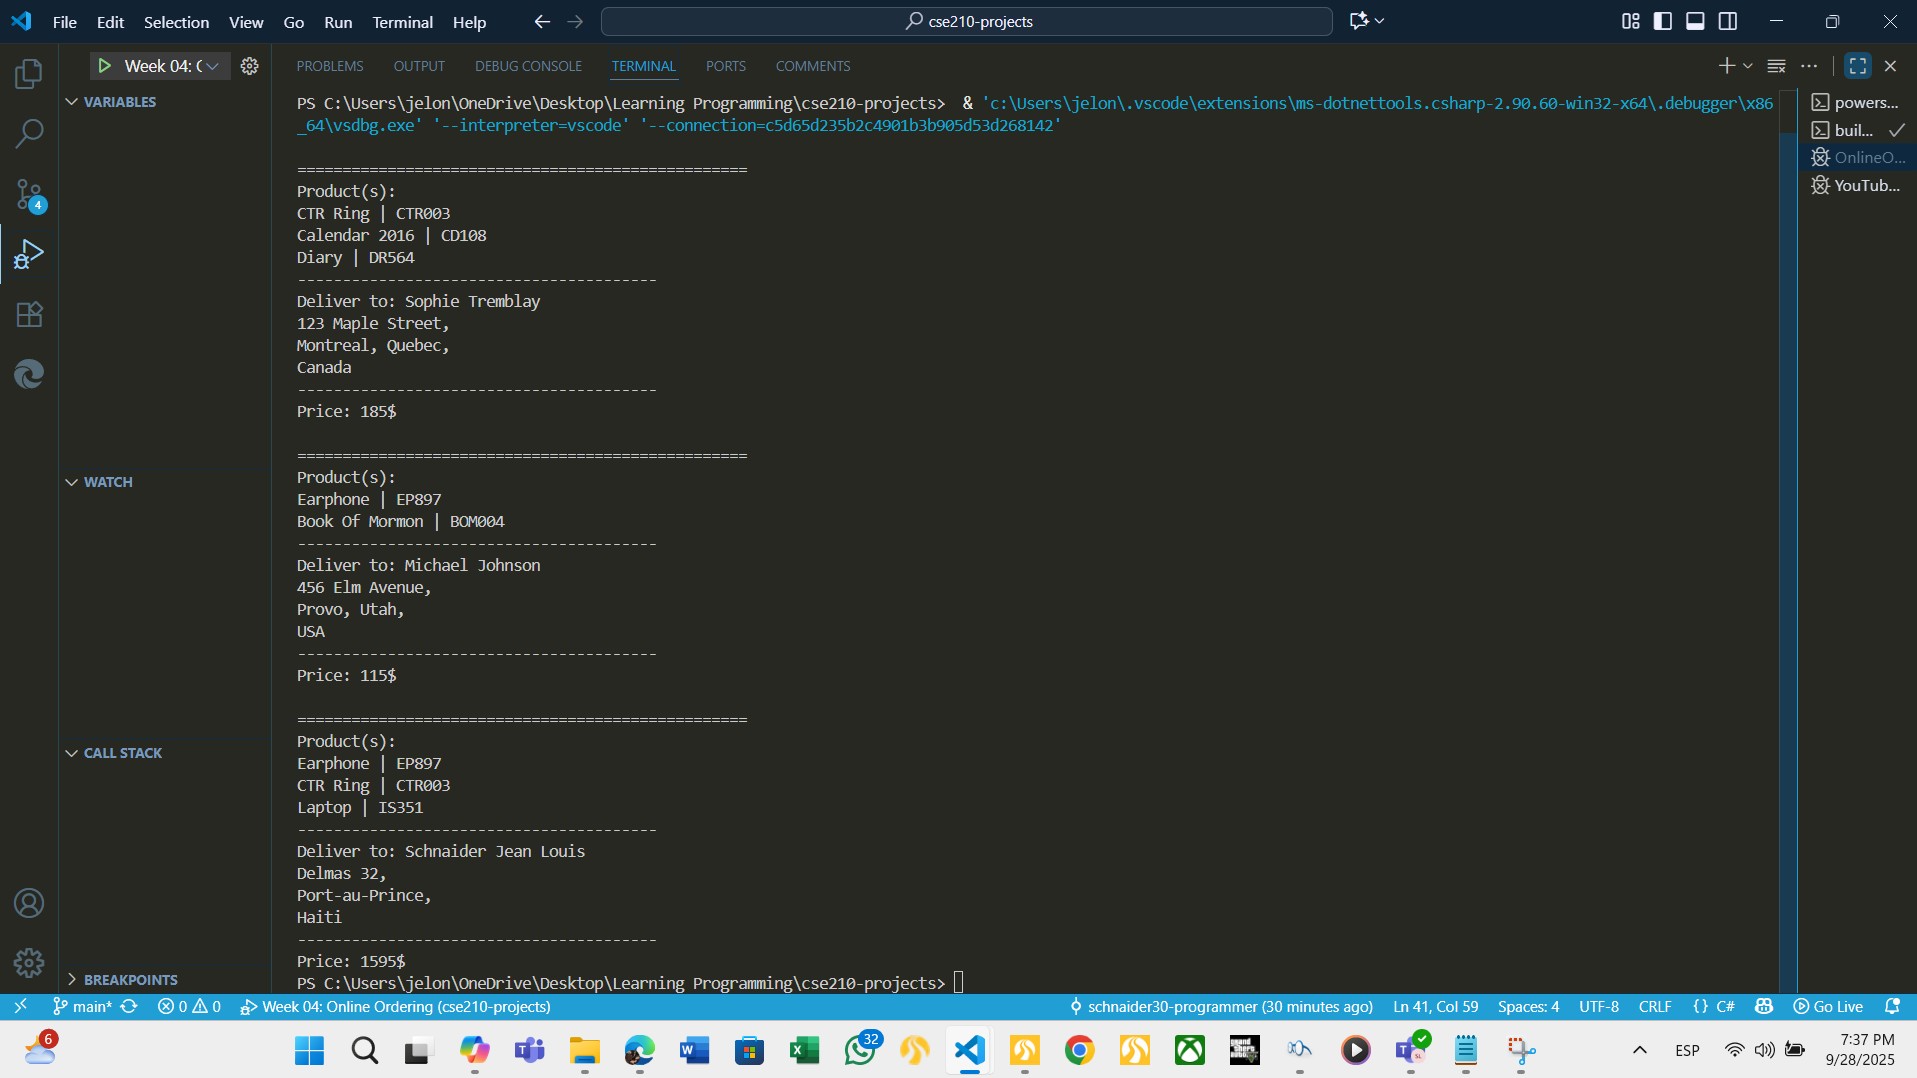 File Edit Selection View Go Run Terminal Help
cse210-projects
Week 04: C
PROBLEMS OUTPUT DEBUG CONSOLE TERMINAL PORTS COMMENTS
VARIABLES
WATCH
CALL STACK
BREAKPOINTS
4
PS C:\Users\jelon\OneDrive\Desktop\Learning Programming\cse210-projects>  & 'c:\Users\jelon\.vscode\extensions\ms-dotnettools.csharp-2.90.60-win32-x64\.debugger\x86
_64\vsdbg.exe' '--interpreter=vscode' '--connection=c5d65d235b2c4901b3b905d53d268142'
==================================================
Product(s):
CTR Ring | CTR003
Calendar 2016 | CD108
Diary | DR564
----------------------------------------
Deliver to: Sophie Tremblay
123 Maple Street,
Montreal, Quebec,
Canada
----------------------------------------
Price: 185$
==================================================
Product(s):
Earphone | EP897
Book Of Mormon | BOM004
----------------------------------------
Deliver to: Michael Johnson
456 Elm Avenue,
Provo, Utah,
USA
----------------------------------------
Price: 115$
==================================================
Product(s):
Earphone | EP897
CTR Ring | CTR003
Laptop | IS351
----------------------------------------
Deliver to: Schnaider Jean Louis
Delmas 32,
Port-au-Prince,
Haiti
----------------------------------------
Price: 1595$
PS C:\Users\jelon\OneDrive\Desktop\Learning Programming\cse210-projects>
powers...
buil...
OnlineO...
YouTub...
main* 0 0 Week 04: Online Ordering (cse210-projects) schnaider30-programmer (30 minutes ago) Ln 41, Col 59 Spaces: 4 UTF-8 CRLF {} C# Go Live
6
32
ESP
7:37 PM
9/28/2025